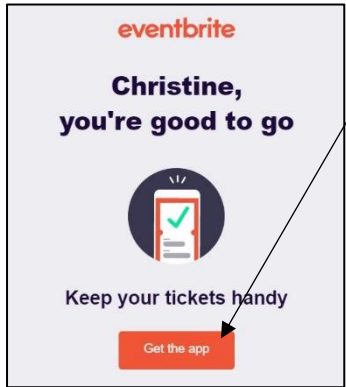 eventbrite
Christine,
you're good to go
Keep your tickets handy
Get the app